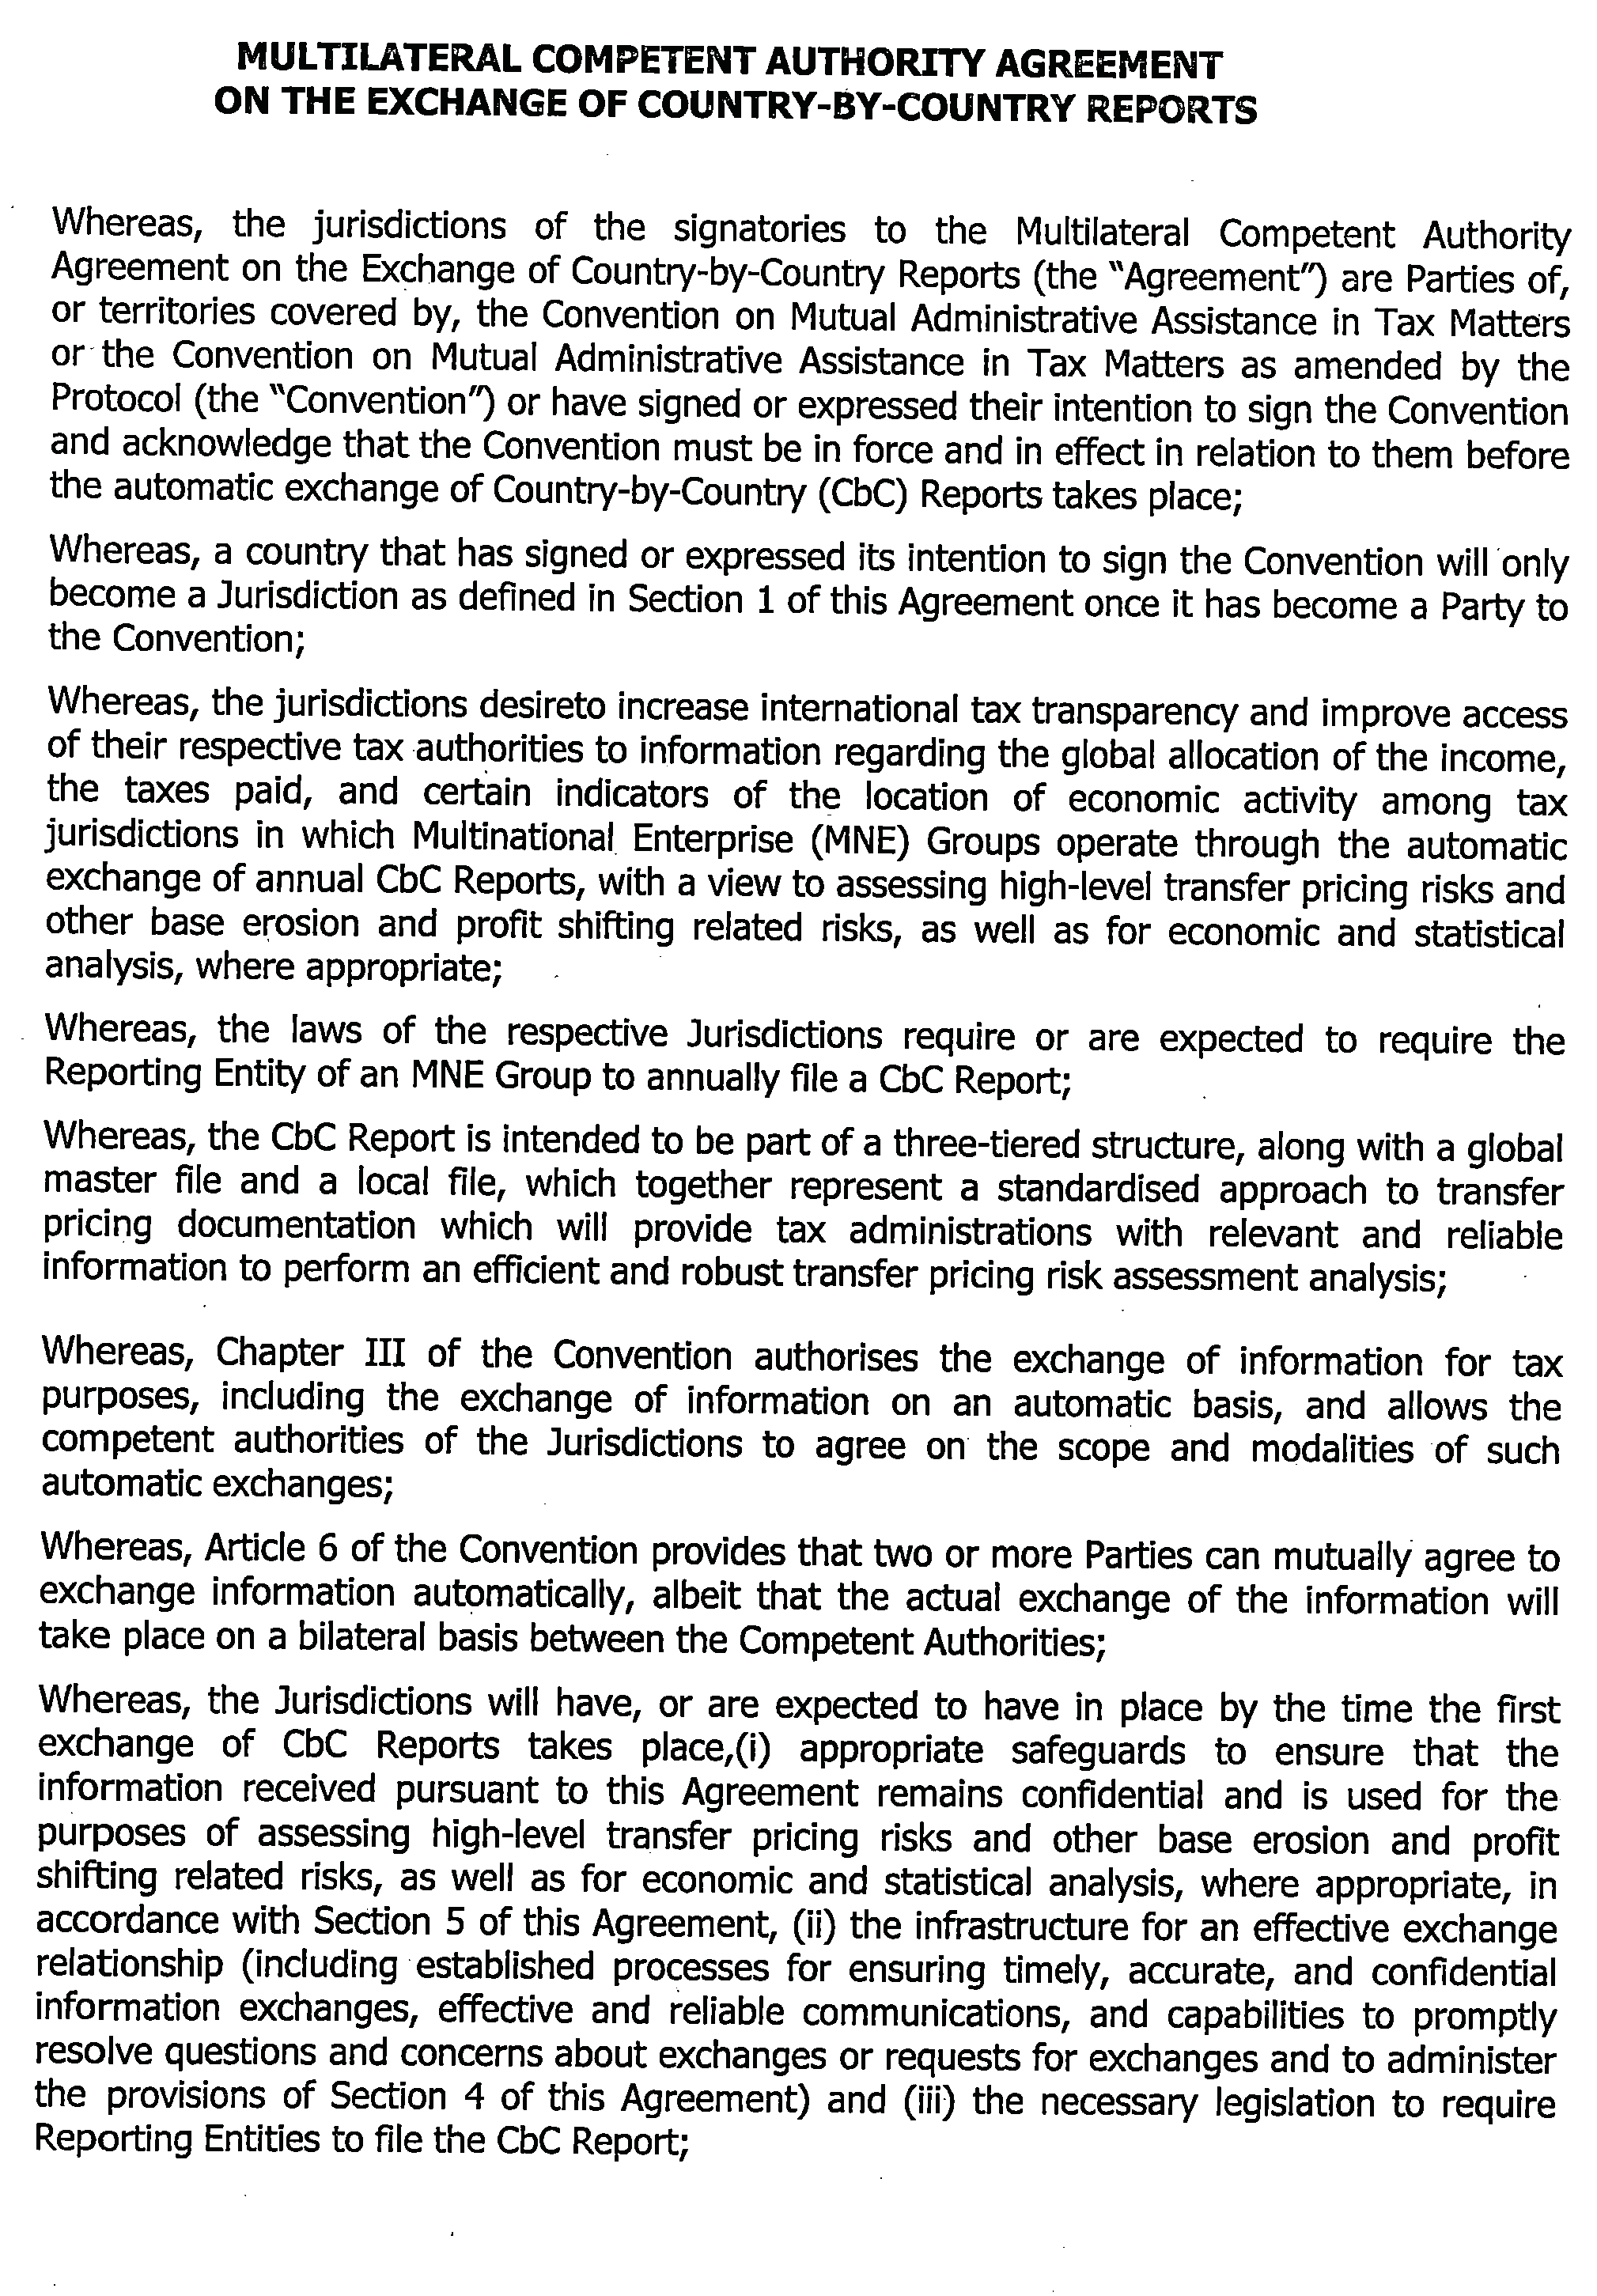 MULTILATERAL COMPETENT AUTHORITY AGREEMENT
ON THE EXCHANGE OF COUNTRY-BY-COUNTRY REPORTS
Whereas, the jurisdictions of the signatories to the Multilateral Competent Authority
Agreement on the Exchange of Country-by-Country Reports (the "Agreement") are Parties of,
or territories covered by, the Convention on Mutual Administrative Assistance in Tax Matters
or the Convention on Mutual Administrative Assistance in Tax Matters as amended by the
Protocol (the "Convention") or have signed or expressed their intention to sign the Convention
and acknowledge that the Convention must be in force and in effect in relation to them before
the automatic exchange of Country-by-Country (CbC) Reports takes place;
Whereas, a country that has signed or expressed its intention to sign the Convention will only
become a Jurisdiction as defined in Section 1 of this Agreement once it has become a Party to
the Convention;
Whereas, the jurisdictions desireto increase international tax transparency and improve access
of their respective tax authorities to information regarding the global allocation of the income,
the taxes paid, and certain indicators of the location of economic activity among tax
jurisdictions in which Multinational Enterprise (MNE) Groups operate through the automatic
exchange of annual CbC Reports, with a view to assessing high-level transfer pricing risks and
other base erosion and profit shifting related risks, as well as for economic and statistical
analysis, where appropriate;
Whereas, the laws of the respective Jurisdictions require or are expected to require the
Reporting Entity of an MNE Group to annually file a CbC Report;
Whereas, the CbC Report is intended to be part of a three-tiered structure, along with a global
master file and a local file, which together represent a standardised approach to transfer
pricing documentation which will provide tax administrations with relevant and reliable
information to perform an efficient and robust transfer pricing risk assessment analysis;
Whereas, Chapter III of the Convention authorises the exchange of information for tax
purposes, including the exchange of information on an automatic basis, and allows the
competent authorities of the Jurisdictions to agree on the scope and modalities of such
automatic exchanges;
Whereas, Article 6 of the Convention provides that two or more Parties can mutually agree to
exchange information automatically, albeit that the actual exchange of the information will
take place on a bilateral basis between the Competent Authorities;
Whereas, the Jurisdictions will have, or are expected to have in place by the time the first
exchange of CbC Reports takes place,(i) appropriate safeguards to ensure that the
information received pursuant to this Agreement remains confidential and is used for the
purposes of assessing high-level transfer pricing risks and other base erosion and profit
shifting related risks, as well as for economic and statistical analysis, where appropriate, in
accordance with Section 5 of this Agreement, (ii) the infrastructure for an effective exchange
relationship (including established processes for ensuring timely, accurate, and confidential
information exchanges, effective and reliable communications, and capabilities to promptly
resolve questions and concerns about exchanges or requests for exchanges and to administer
the provisions of Section 4 of this Agreement) and (iii) the necessary legislation to require
Reporting Entities to file the CbC Report;